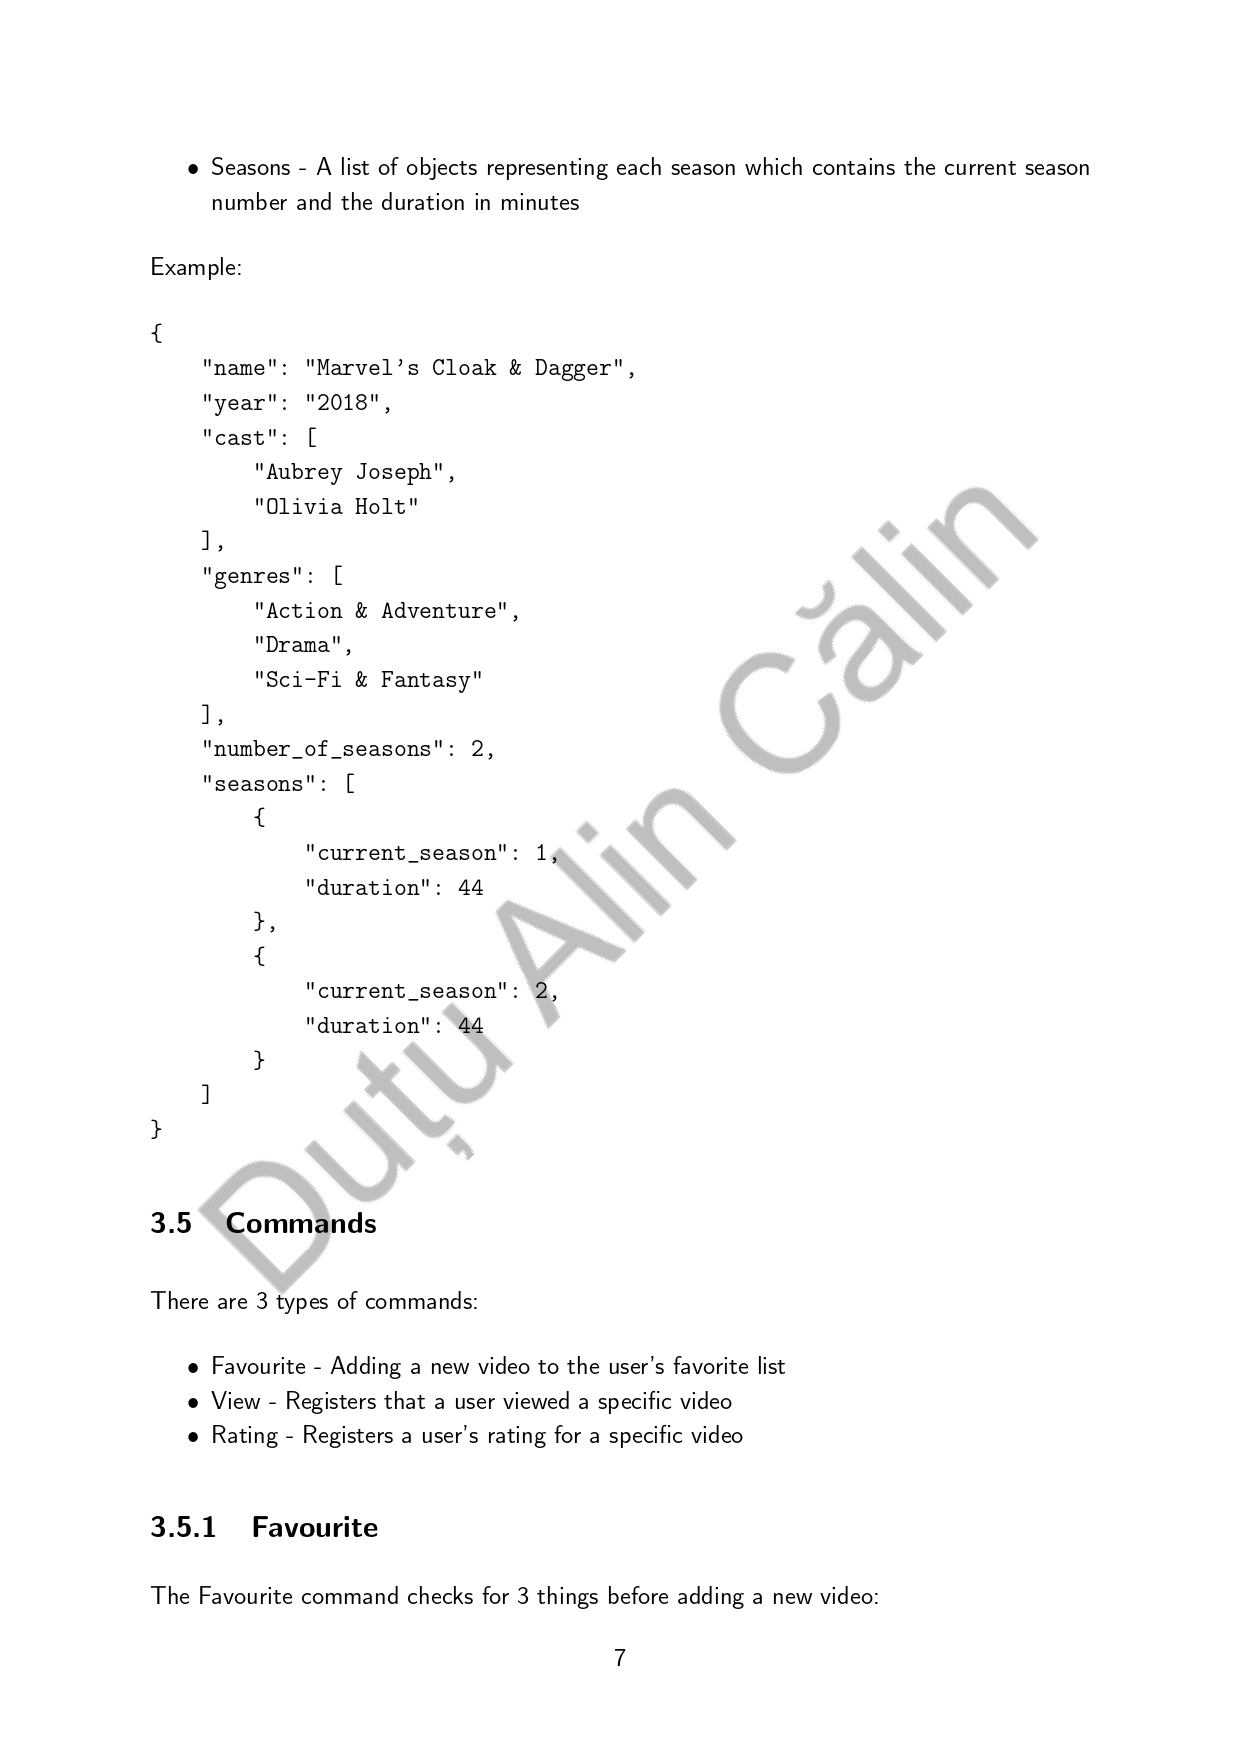 • Seasons - A list of objects representing each season which contains the current season
number and the duration in minutes
Example:
{
    "name": "Marvel's Cloak & Dagger",
    "year": "2018",
    "cast": [
        "Aubrey Joseph",
        "Olivia Holt"
    ],
    "genres": [
        "Action & Adventure",
        "Drama",
        "Sci-Fi & Fantasy"
    ],
    "number_of_seasons": 2,
    "seasons": [
        {
            "current_season": 1,
            "duration": 44
        },
        {
            "current_season": 2,
            "duration": 44
        }
    ]
}
Duțu Alin Călin
3.5 Commands
There are 3 types of commands:
• Favourite - Adding a new video to the user's favorite list
• View - Registers that a user viewed a specific video
• Rating - Registers a user's rating for a specific video
3.5.1 Favourite
The Favourite command checks for 3 things before adding a new video:
7